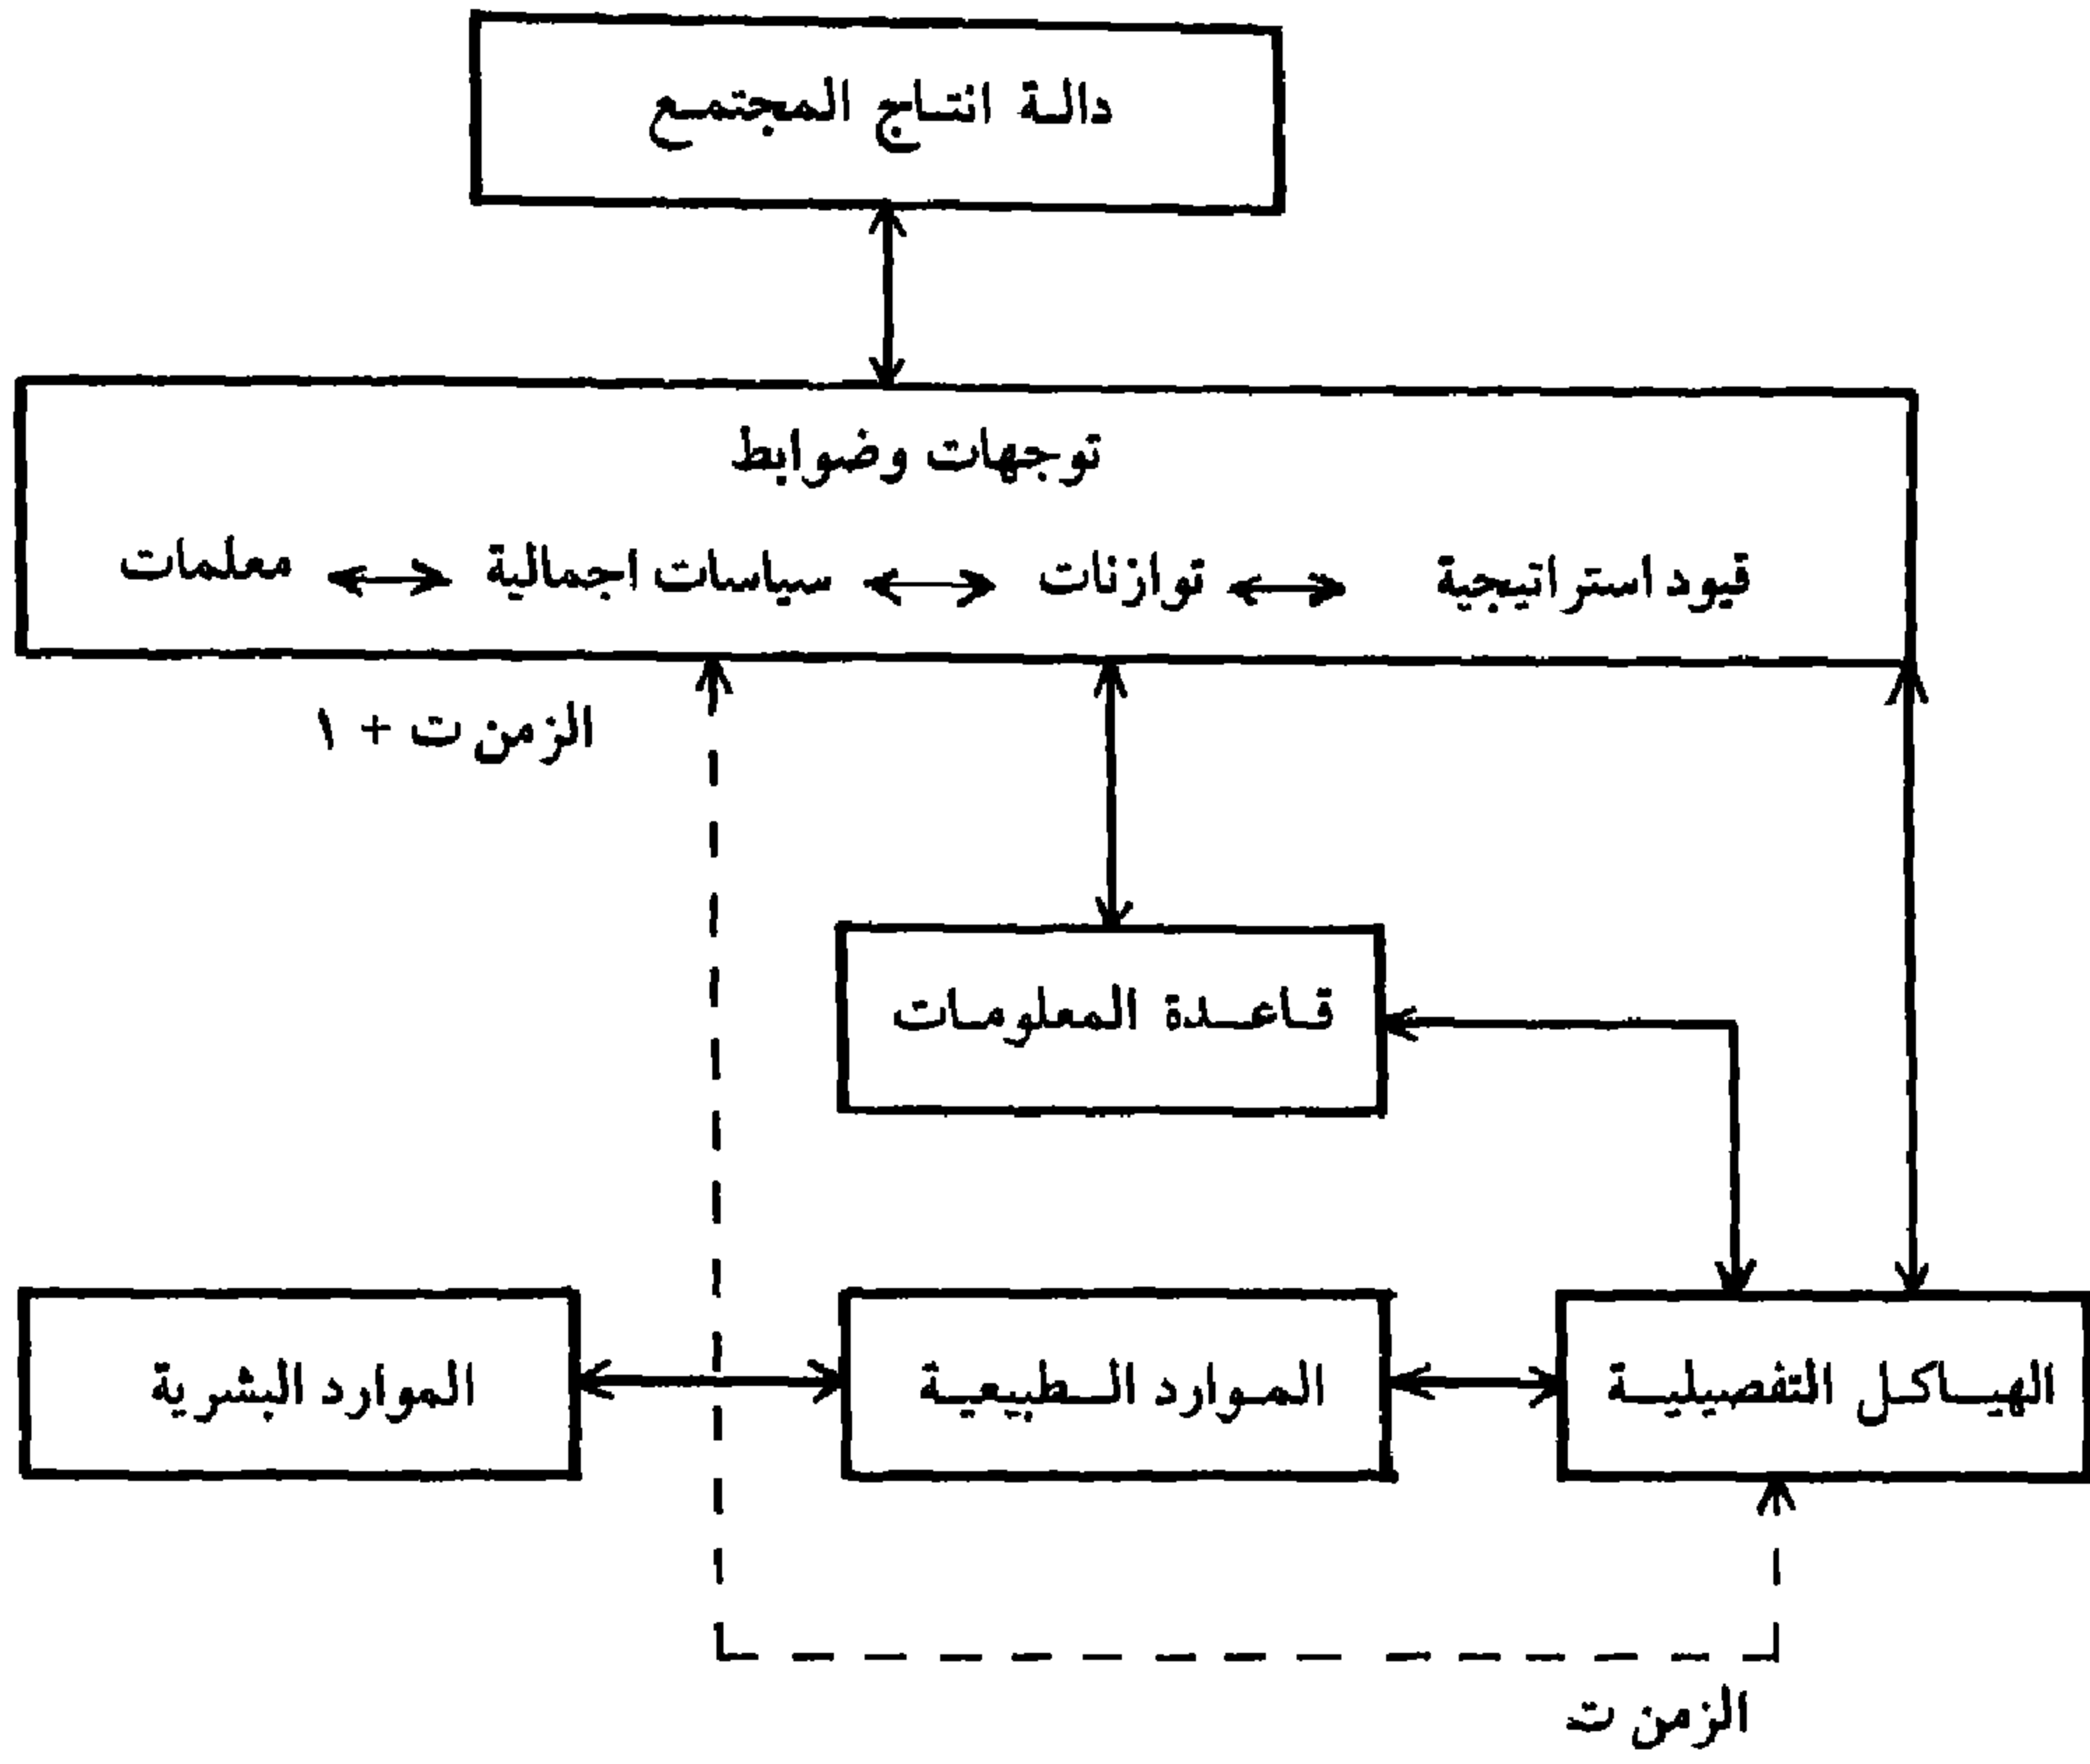 دالة انتاج المجتمع
توجهات وضوابط
قيود استراتيجية توازنات سياسات اجمالية معلمات
الزمن ت + ١
قاعدة المعلومات
الهياكل التفصيلية
الموارد الطبيعية
الموارد البشرية
الزمن ت